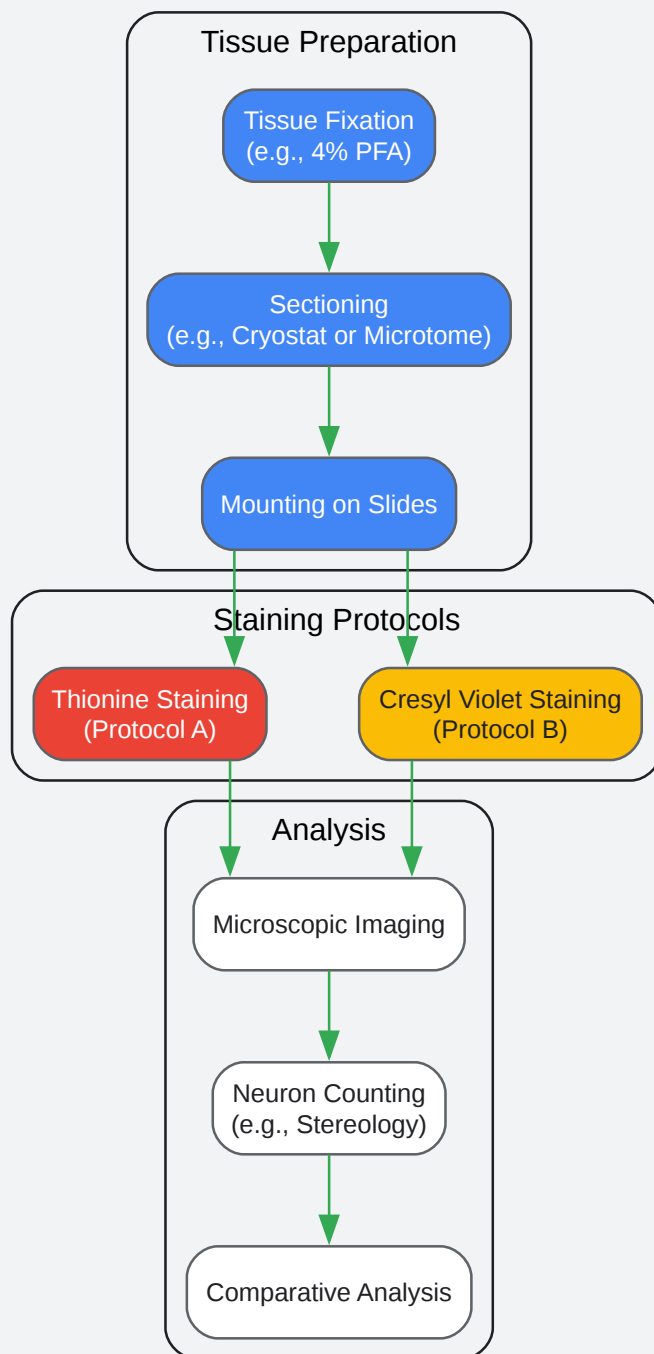 Tissue Preparation
Tissue Fixation
(e.g., 4% PFA)
Sectioning
(e.g., Cryostat or Microtome)
Mounting on Slides
Staining Protocols
Thionine Staining
(Protocol A)
Cresyl Violet Staining
(Protocol B)
Analysis
Microscopic Imaging
Neuron Counting
(e.g., Stereology)
Comparative Analysis